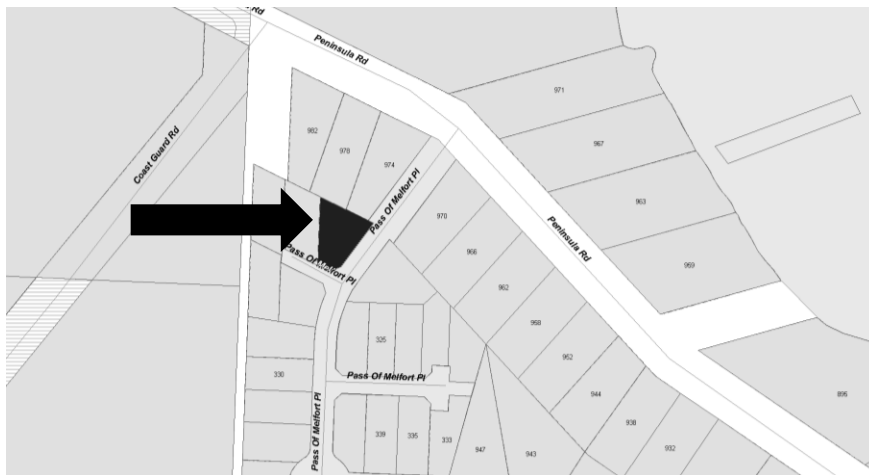 Rd
Peninsula Rd
971
982
978
967
974
Coast Guard Rd
Pass Of Melfort Pl
963
970
Peninsula Rd
966
959
Pass Of Melfort Pl
962
958
325
952
330
Pass Of Melfort Pl
944
895
Pass Of Melfort Pl
938
339
335
333
932
947
943